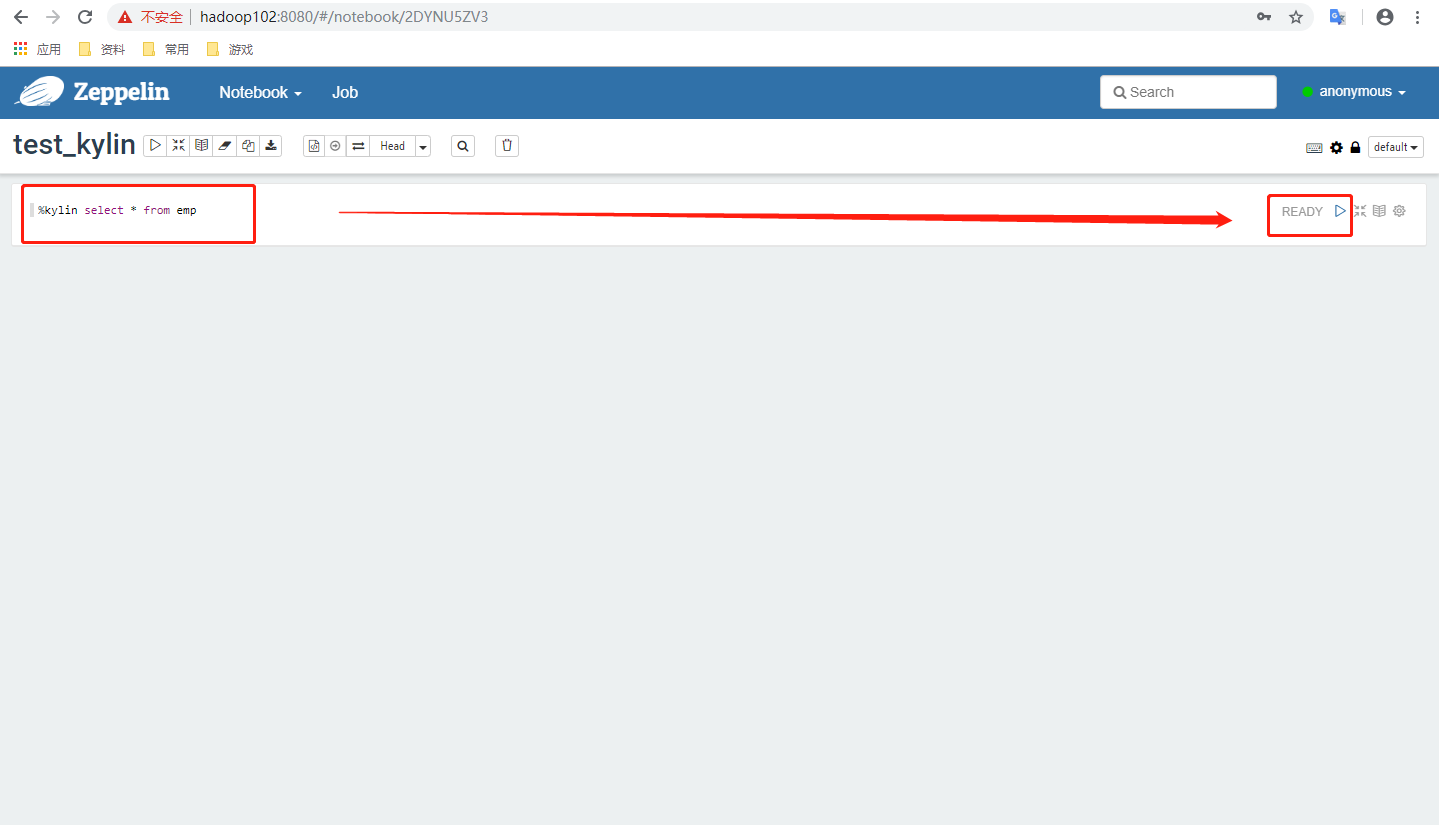 不安全 hadoop102:8080/#/notebook/2DYNU5ZV3
应用 资料 常用 游戏
Zeppelin Notebook Job Search anonymous
test_kylin Head default
%kylin select * from emp READY